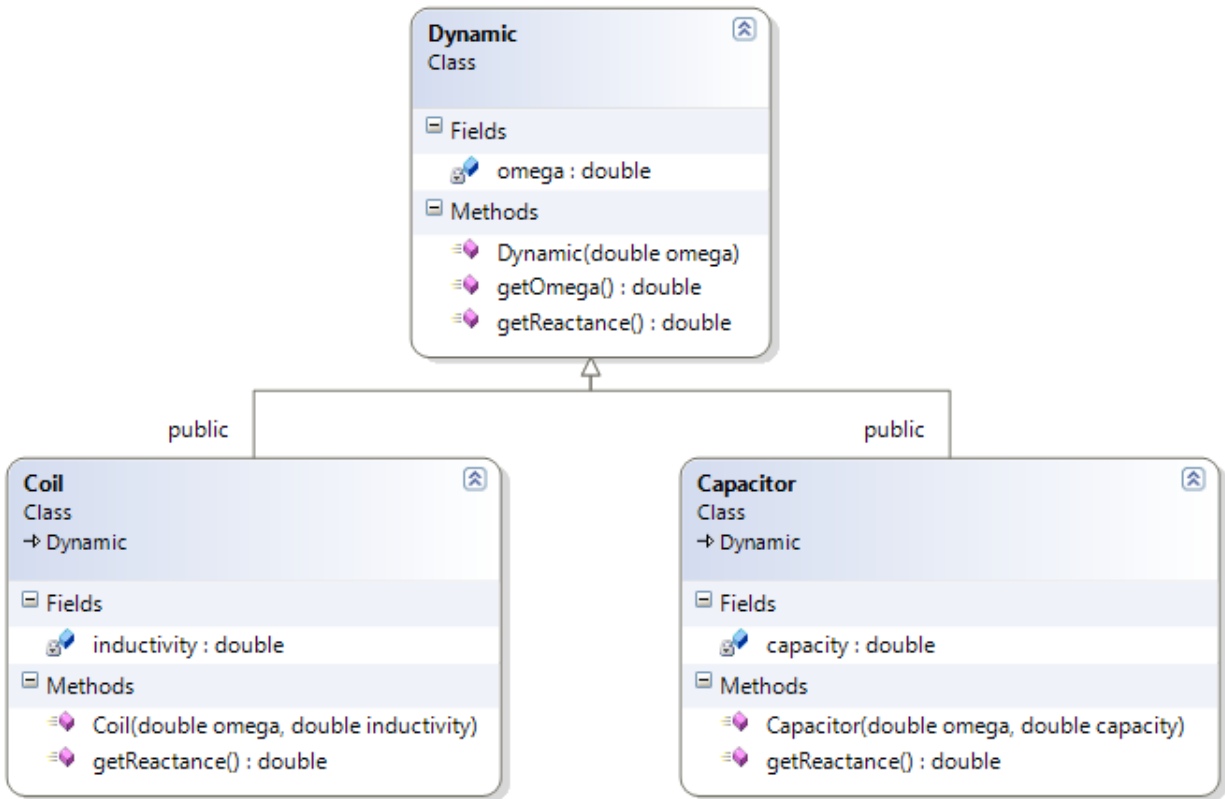 Dynamic
Class
Fields
omega : double
Methods
Dynamic(double omega)
getOmega() : double
getReactance() : double
public
public
Coil
Class
Dynamic
Fields
inductivity : double
Methods
Coil(double omega, double inductivity)
getReactance() : double
Capacitor
Class
Dynamic
Fields
capacity : double
Methods
Capacitor(double omega, double capacity)
getReactance() : double